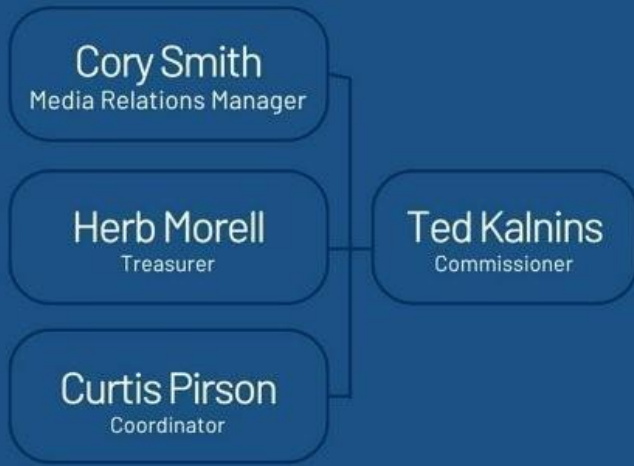 Cory Smith
Media Relations Manager
Herb Morell
Treasurer
Ted Kalnins
Commissioner
Curtis Pirson
Coordinator